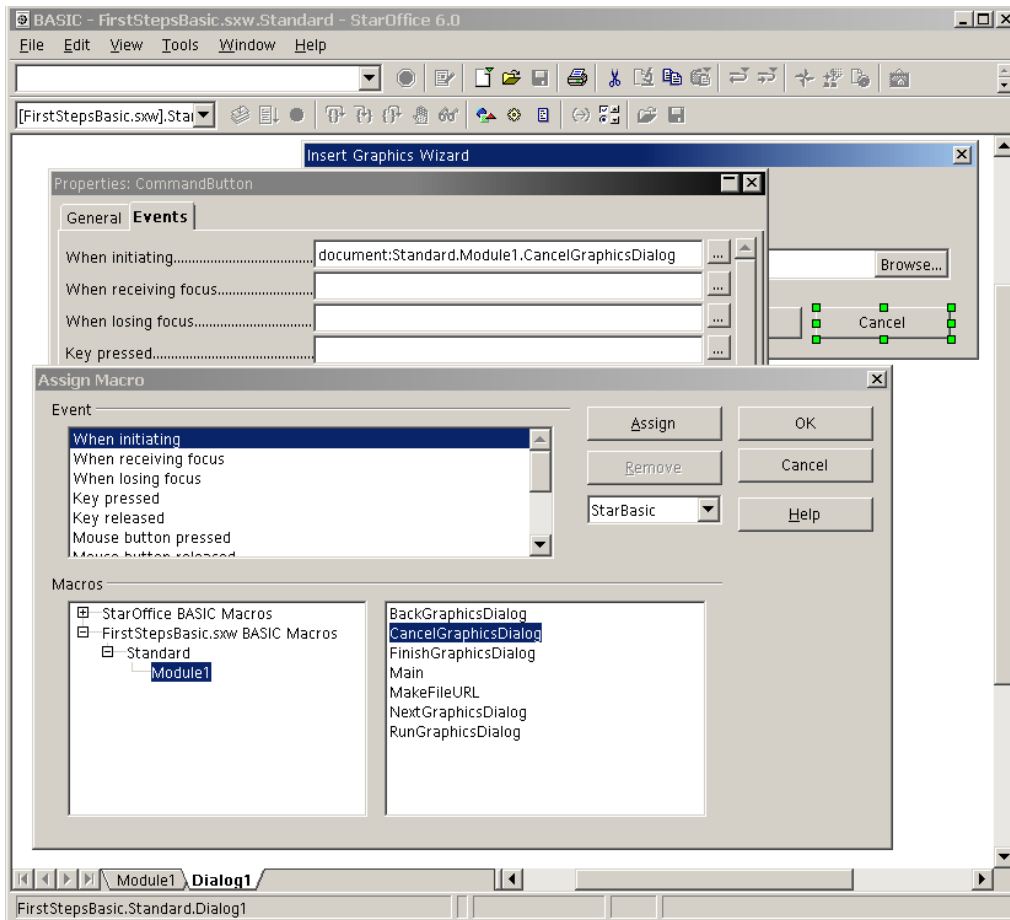 BASIC - FirstStepsBasic.sxw.Standard - StarOffice 6.0
File Edit View Tools Window Help
[FirstStepsBasic.sxw].Sta
Insert Graphics Wizard
Properties: CommandButton
General Events
When initiating document:Standard.Module1.CancelGraphicsDialog ...
Browse...
When receiving focus ...
When losing focus ...
Cancel
Key pressed ...
Assign Macro
Event
When initiating
When receiving focus
When losing focus
Key pressed
Key released
Mouse button pressed
Mouse button released
Assign OK
Remove Cancel
StarBasic Help
Macros
StarOffice BASIC Macros
FirstStepsBasic.sxw BASIC Macros
Standard
Module1
BackGraphicsDialog
CancelGraphicsDialog
FinishGraphicsDialog
Main
MakeFileURL
NextGraphicsDialog
RunGraphicsDialog
Module1 Dialog1
FirstStepsBasic.Standard.Dialog1